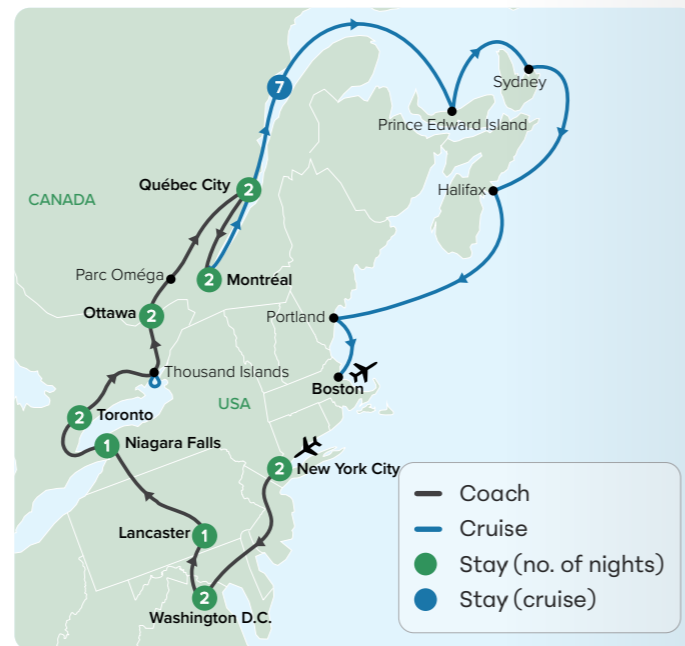 7
Sydney
Prince Edward Island
Québec City
2
CANADA
Halifax
Parc Oméga
2
Montréal
Ottawa
2
Portland
Thousand Islands
Boston
USA
2
Toronto
1
Niagara Falls
2
New York City
Lancaster
1
2
Washington D.C.
Coach
Cruise
Stay (no. of nights)
Stay (cruise)